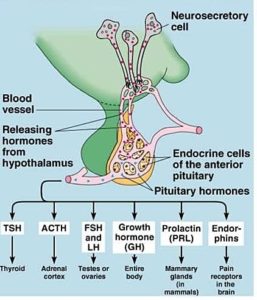 Neurosecretory
cell
Blood
vessel
Releasing
hormones
from
hypothalamus
Endocrine cells
of the anterior
pituitary
Pituitary hormones
TSH
ACTH
FSH
and
LH
Growth
hormone
(GH)
Prolactin
(PRL)
Endor-
phins
Thyroid
Adrenal
cortex
Testes or
ovaries
Entire
body
Mammary
glands
(in
mammals)
Pain
receptors
in the
brain